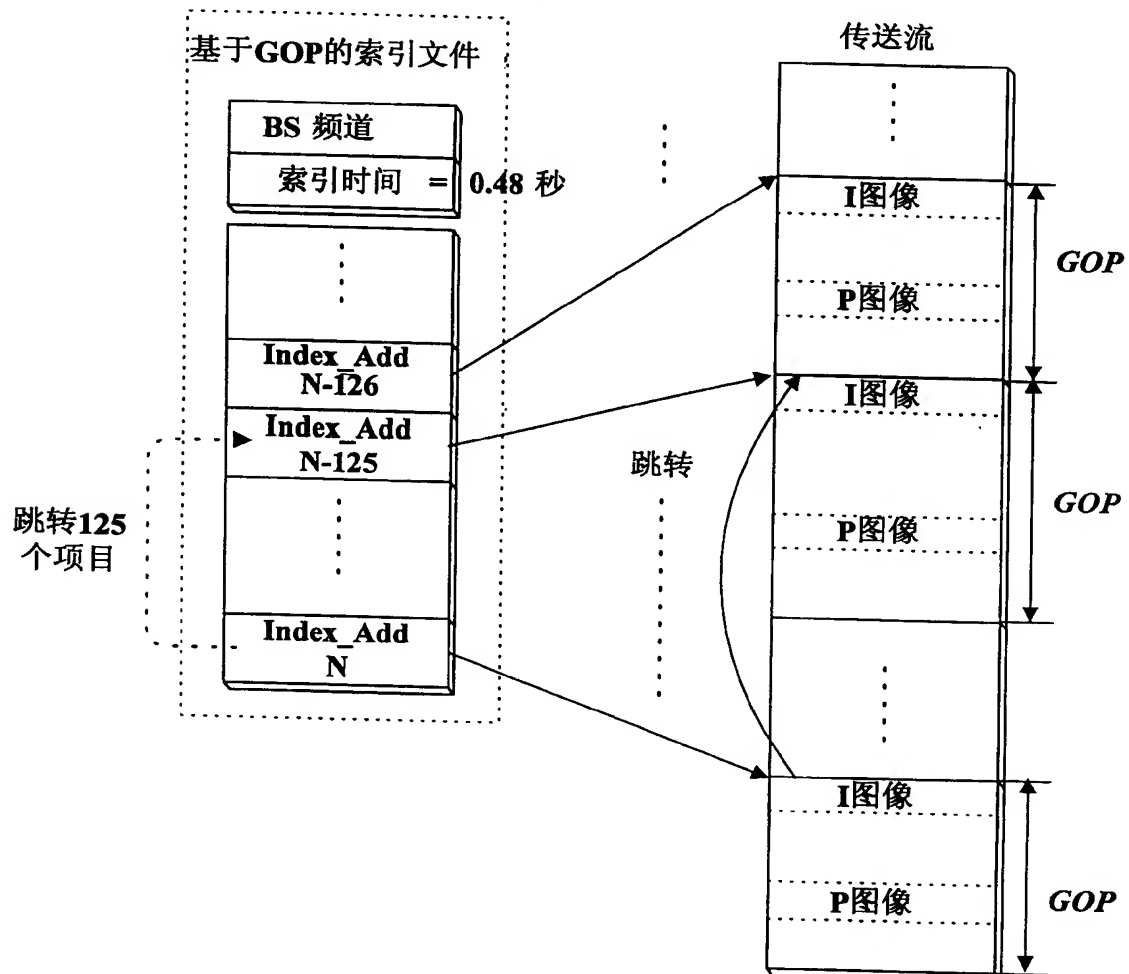 基于GOP的索引文件
BS 频道
索引时间 = 0.48 秒
Index_Add
N-126
Index_Add
N-125
跳转125
个项目
Index_Add
N
跳转
传送流
I图像
P图像
GOP
I图像
P图像
GOP
I图像
P图像
GOP